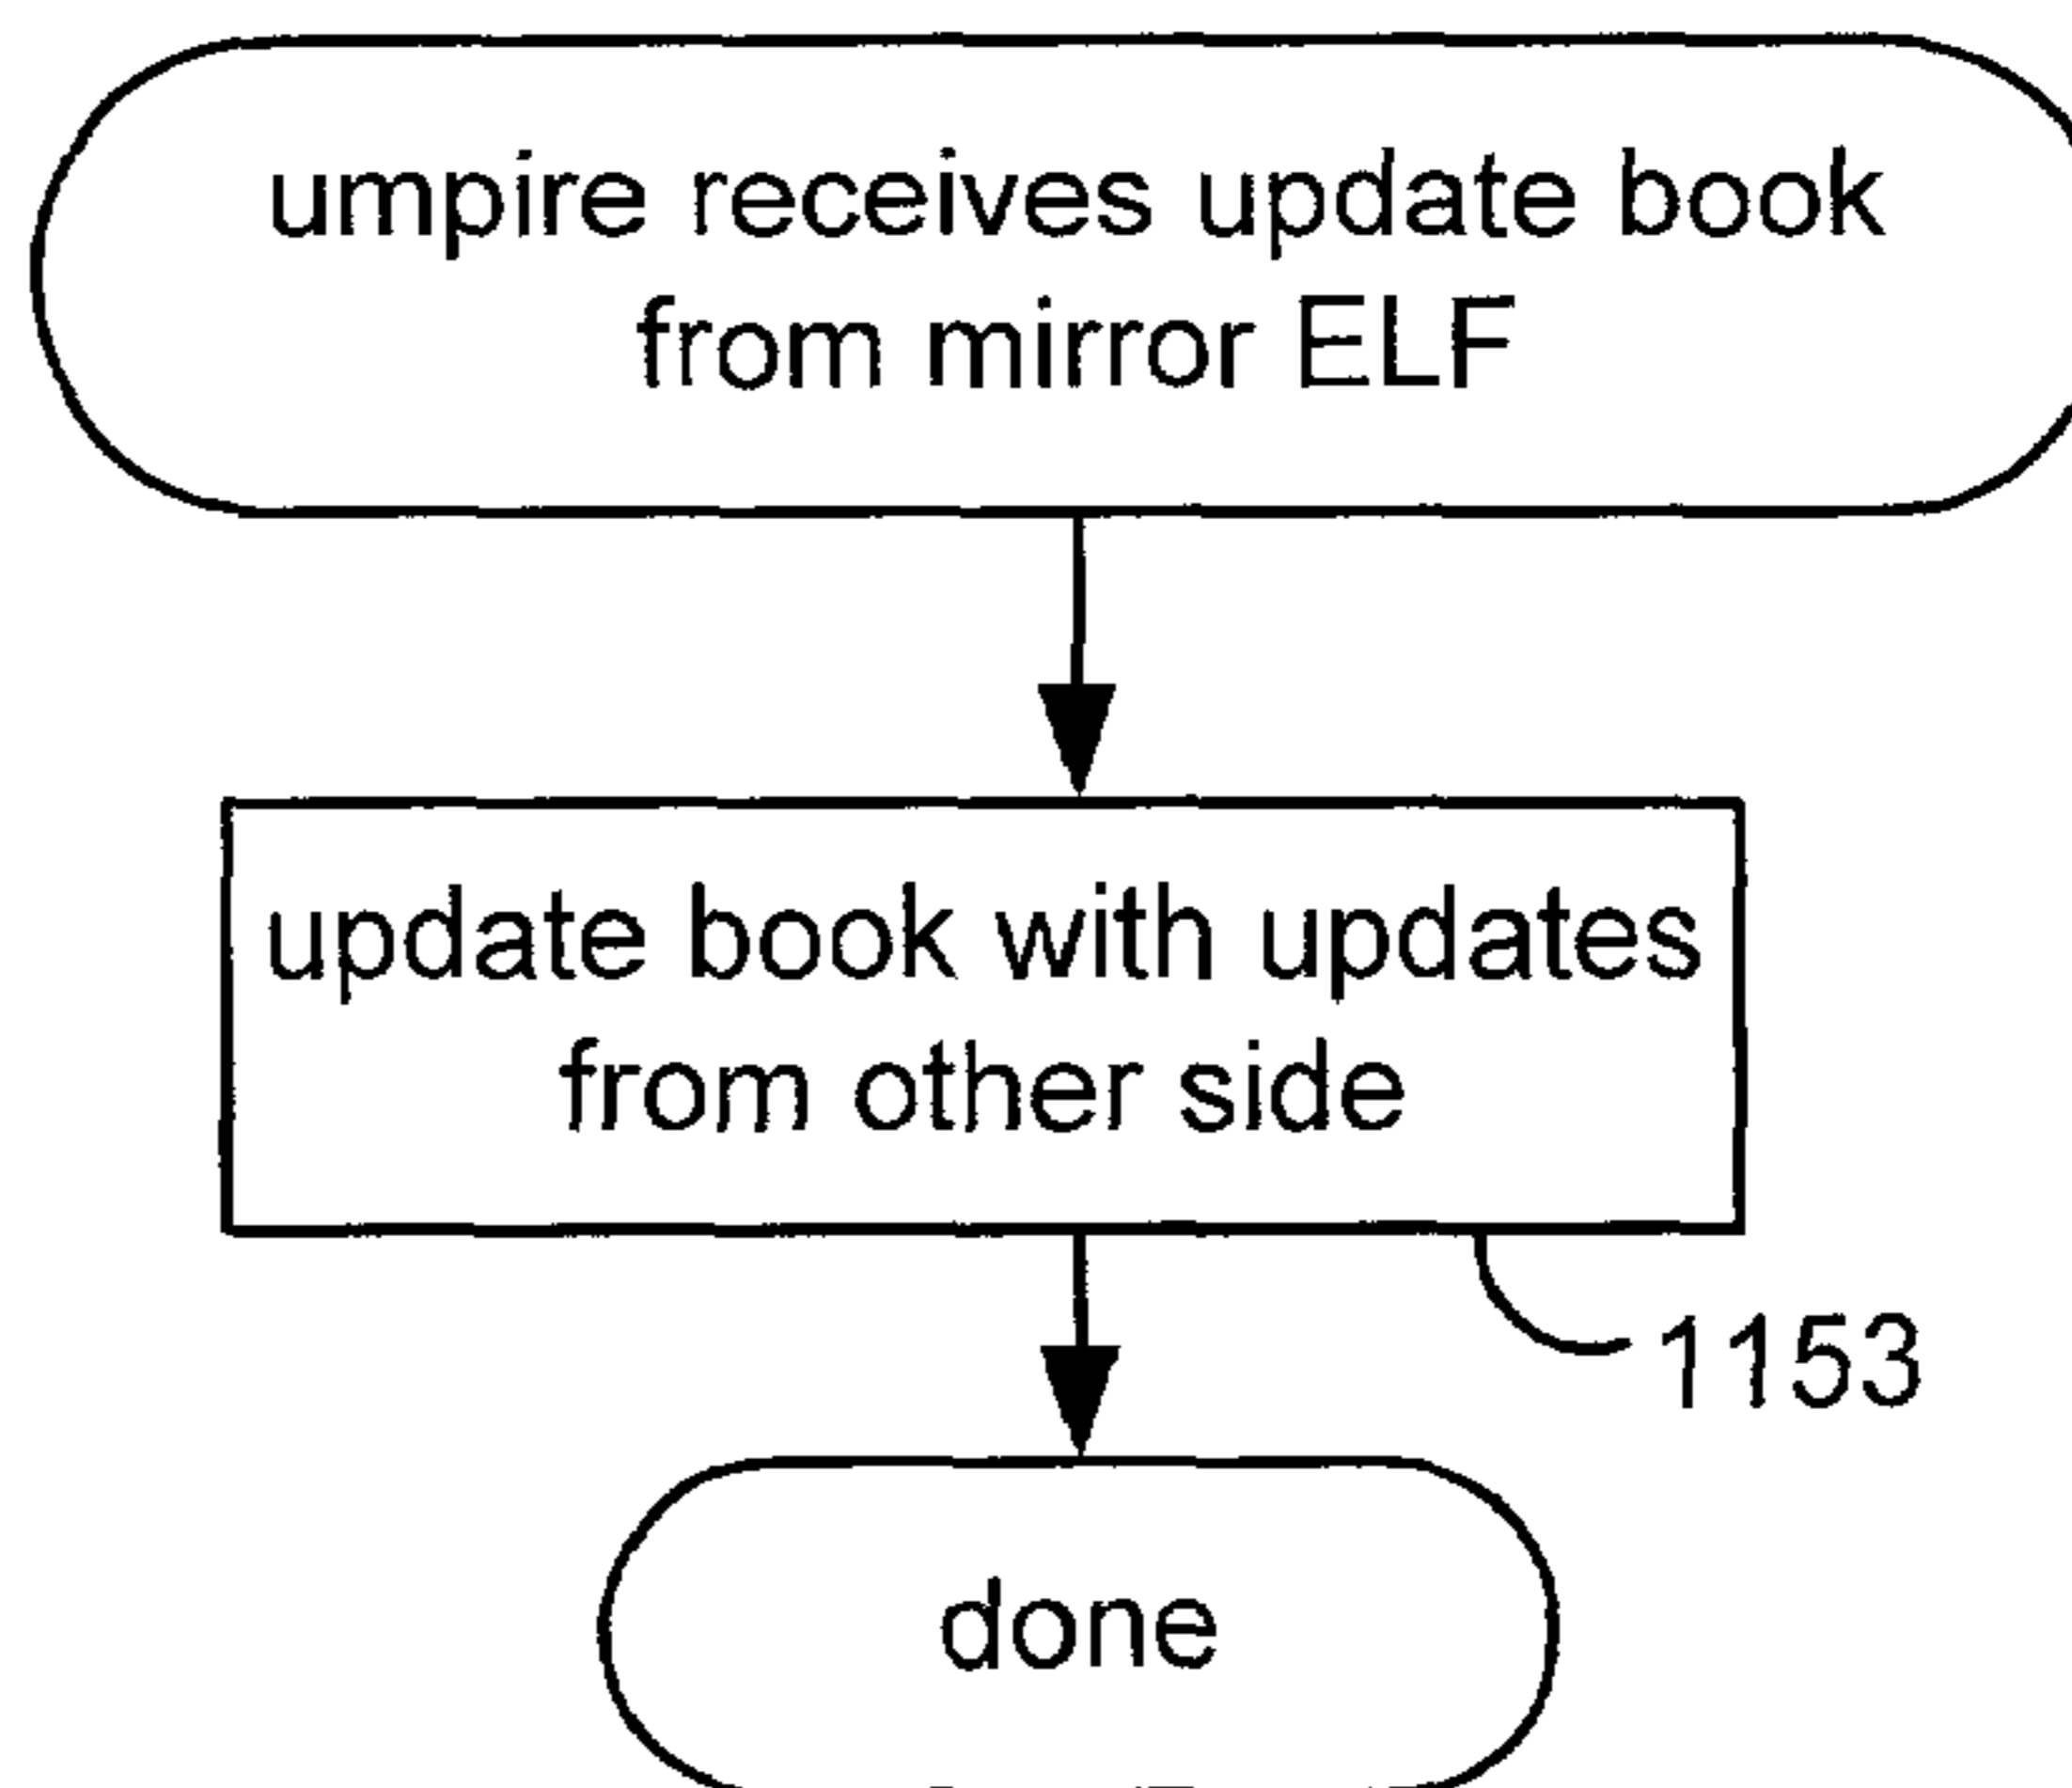 umpire receives update book
from mirror ELF
update book with updates
from other side
1153
done